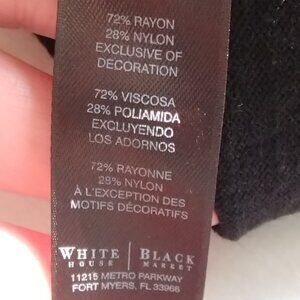 72% RAYON
28% NYLON
EXCLUSIVE OF
DECORATION
72% VISCOSA
28% POLIAMIDA
EXCLUYENDO
LOS ADORNOS
72% RAYONNE
28% NYLON
À L'EXCEPTION DES
MOTIFS DÉCORATIFS
WHITE | BLACK
HOUSE | MARKET
11215 METRO PARKWAY
FORT MYERS, FL 33966